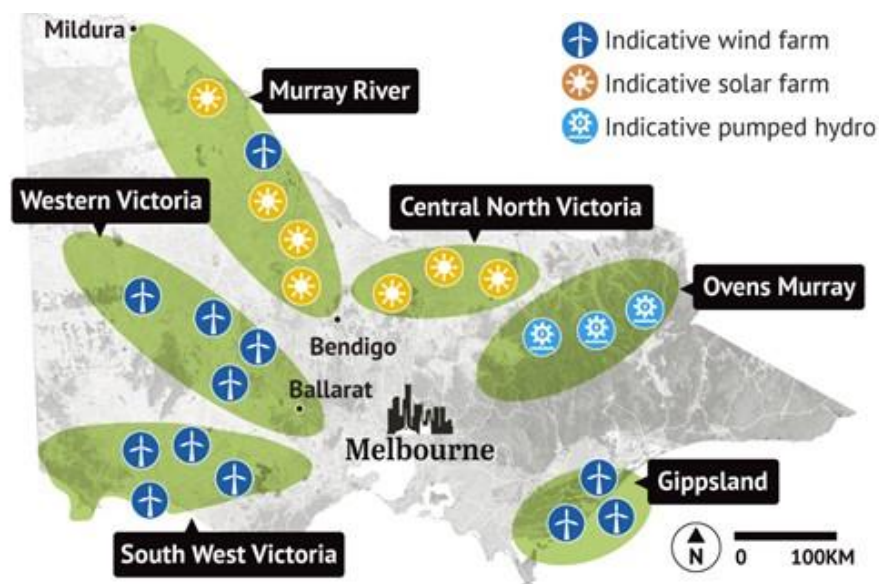 Mildura
Indicative wind farm
Indicative solar farm
Indicative pumped hydro
Murray River
Western Victoria
Central North Victoria
Ovens Murray
Bendigo
Ballarat
Melbourne
Gippsland
South West Victoria
N
0 100KM